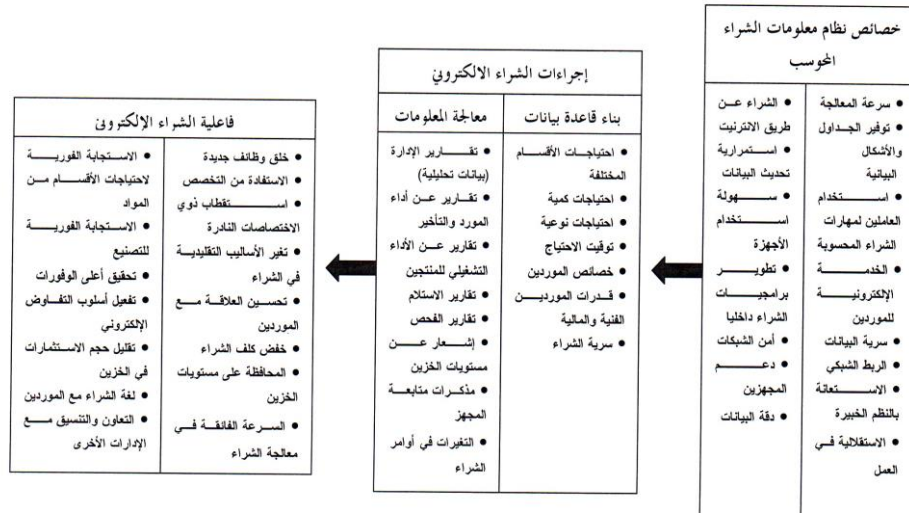 خصائص نظام معلومات الشراء
المحوسب
• سرعة المعالجة
• توفير الجداول
والأشكال
البيانية
• استخدام
العاملين لمهارات
الشراء المحسوبة
• الخدمة
الإلكترونية
للموردين
• سرية البيانات
• الربط الشبكي
• الاستعانة
بالنظم الخبيرة
• الاستقلالية في
العمل
• الشراء عن
طريق الانترنيت
• استمرارية
تحديث البيانات
• سهولة
استخدام
الأجهزة
• تطوير
برامجيات
الشراء داخليا
• أمن الشبكات
• دعم
المجهزين
• دقة البيانات
إجراءات الشراء الالكتروني
بناء قاعدة بيانات
• احتياجات الأقسام
المختلفة
• احتياجات كمية
• احتياجات نوعية
• توقيت الاحتياج
• خصائص الموردين
• قدرات الموردين
الفنية والمالية
• سرية الشراء
معالجة المعلومات
• تقارير الإدارة
(بيانات تحليلية)
• تقارير عن أداء
المورد والتأخير
• تقارير عن الأداء
التشغيلي للمنتجين
• تقارير الاستلام
• تقارير الفحص
• إشعار عن
مستويات الخزين
• مذكرات متابعة
المجهز
• التغيرات في أوامر
الشراء
فاعلية الشراء الإلكتروني
• خلق وظائف جديدة
• الاستفادة من التخصص
• استقطاب ذوي
الاختصاصات النادرة
• تغير الأساليب التقليدية
في الشراء
• تحسين العلاقة مع
الموردين
• خفض كلف الشراء
• المحافظة على مستويات
الخزين
• السرعة الفائقة في
معالجة الشراء
• الاستجابة الفورية
لاحتياجات الأقسام من
المواد
• الاستجابة الفورية
للتصنيع
• تحقيق أعلى الوفورات
• تفعيل أسلوب التفاوض
الإلكتروني
• تقليل حجم الاستثمارات
في الخزين
• لغة الشراء مع الموردين
• التعاون والتنسيق مع
الإدارات الأخرى